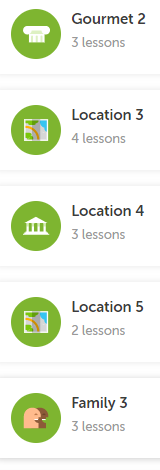 Gourmet 2
3 lessons
Location 3
4 lessons
Location 4
3 lessons
Location 5
2 lessons
Family 3
3 lessons